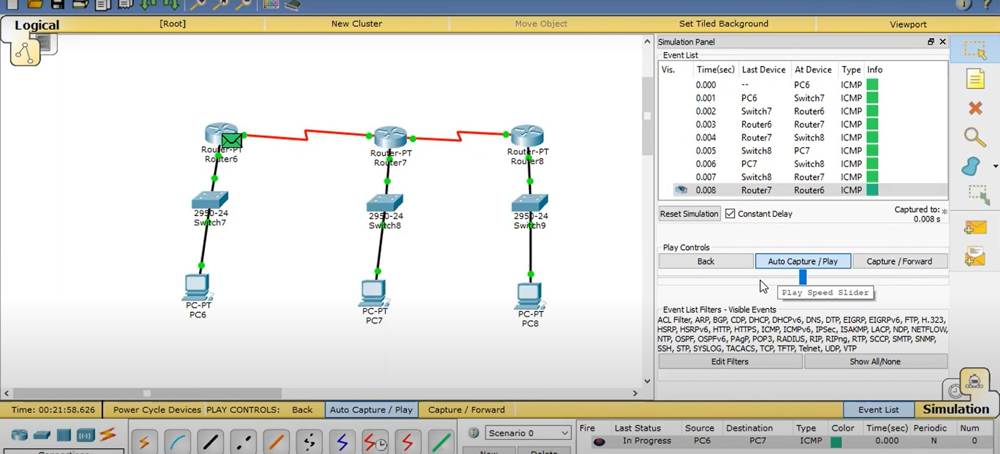 Logical [Root] New Cluster Move Object Set Tiled Background Viewport
Simulation Panel
Event List
Vis. Time(sec) Last Device At Device Type Info
0.000 -- PC6 ICMP
0.001 PC6 Switch7 ICMP
0.002 Switch7 Router6 ICMP
0.003 Router6 Router7 ICMP
0.004 Router7 Switch8 ICMP
0.005 Switch8 PC7 ICMP
0.006 PC7 Switch8 ICMP
0.007 Switch8 Router7 ICMP
0.008 Router7 Router6 ICMP
Reset Simulation Constant Delay Captured to: *
0.008 s
Play Controls
Back Auto Capture / Play Capture / Forward
Play Speed Slider
Event List Filters - Visible Events
ACL Filter, ARP, BGP, CDP, DHCP, DHCPv6, DNS, DTP, EIGRP, EIGRPv6, FTP, H.323,
HSRP, HSRPv6, HTTP, HTTPS, ICMP, ICMPv6, IPSec, ISAKMP, LACP, NDP, NETFLOW,
NTP, OSPF, OSPFv6, PAgP, POP3, RADIUS, RIP, RIPng, RTP, SCCP, SMTP, SNMP,
SSH, STP, SYSLOG, TACACS, TCP, TFTP, Telnet, UDP, VTP
Edit Filters Show All/None
Router-PT
Router6
Router-PT
Router7
Router-PT
Router8
2950-24
Switch7
2950-24
Switch8
2950-24
Switch9
PC-PT
PC6
PC-PT
PC7
PC-PT
PC8
Time: 00:21:58.626 Power Cycle Devices PLAY CONTROLS: Back Auto Capture / Play Capture / Forward Event List Simulation
Scenario 0
Fire Last Status Source Destination Type Color Time(sec) Periodic Num
In Progress PC6 PC7 ICMP 0.000 N 0